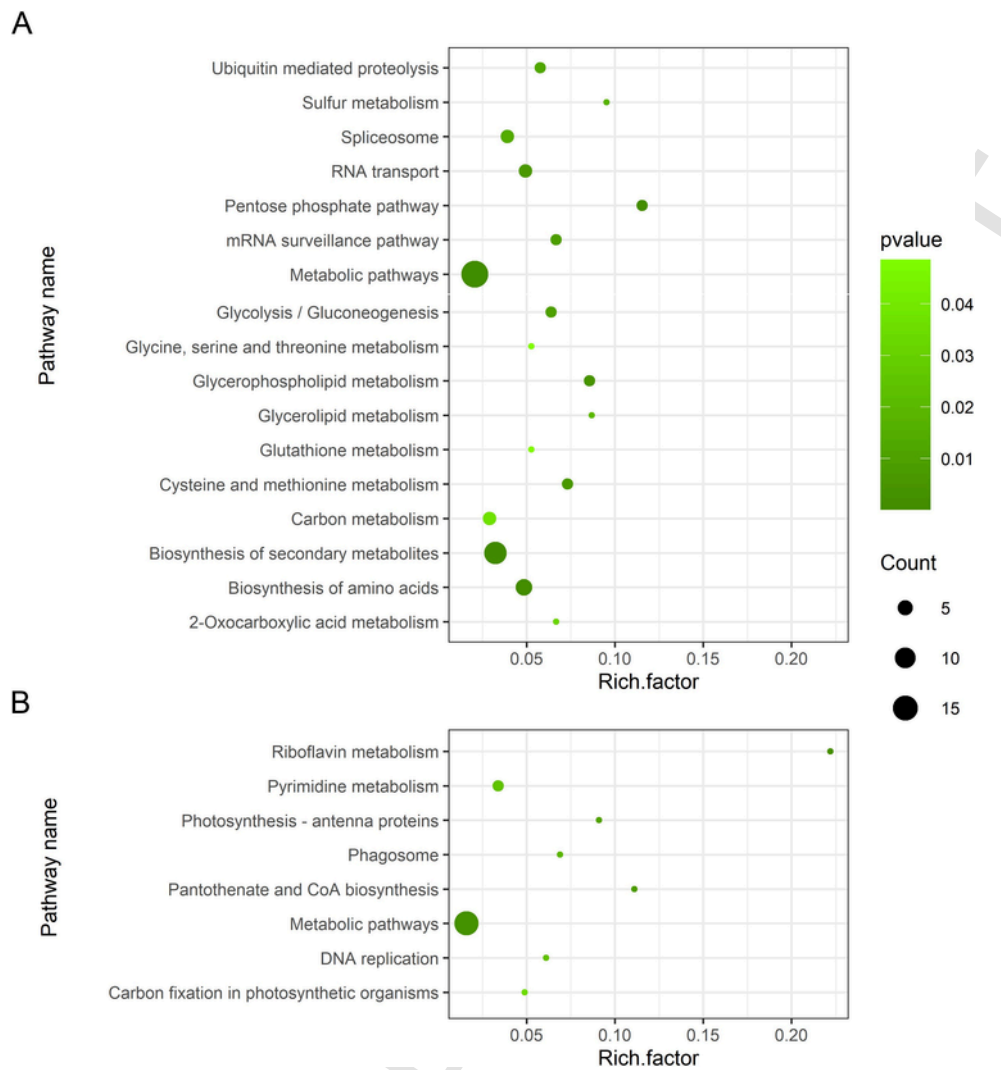 A
Pathway name
Ubiquitin mediated proteolysis
Sulfur metabolism
Spliceosome
RNA transport
Pentose phosphate pathway
mRNA surveillance pathway
Metabolic pathways
Glycolysis / Gluconeogenesis
Glycine, serine and threonine metabolism
Glycerophospholipid metabolism
Glycerolipid metabolism
Glutathione metabolism
Cysteine and methionine metabolism
Carbon metabolism
Biosynthesis of secondary metabolites
Biosynthesis of amino acids
2-Oxocarboxylic acid metabolism
0.05 0.10 0.15 0.20
Rich.factor
pvalue
0.04
0.03
0.02
0.01
Count
5
10
15
B
Pathway name
Riboflavin metabolism
Pyrimidine metabolism
Photosynthesis - antenna proteins
Phagosome
Pantothenate and CoA biosynthesis
Metabolic pathways
DNA replication
Carbon fixation in photosynthetic organisms
0.05 0.10 0.15 0.20
Rich.factor